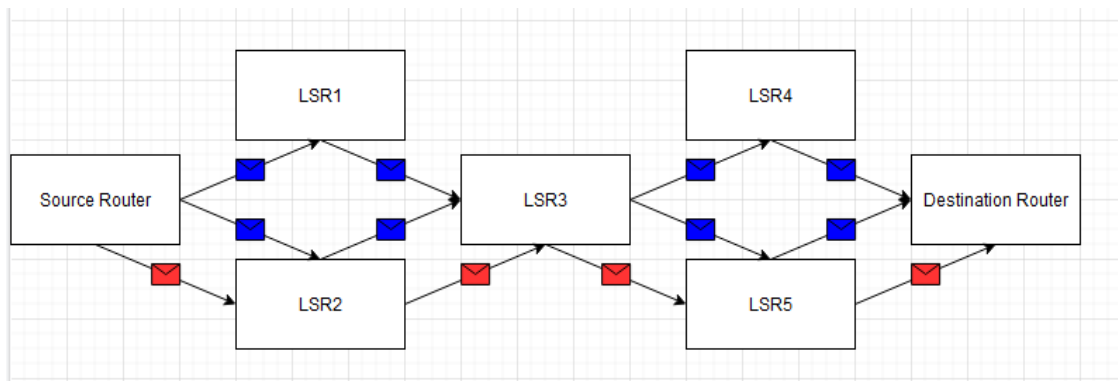 LSR1
LSR4
Source Router
LSR3
Destination Router
LSR2
LSR5